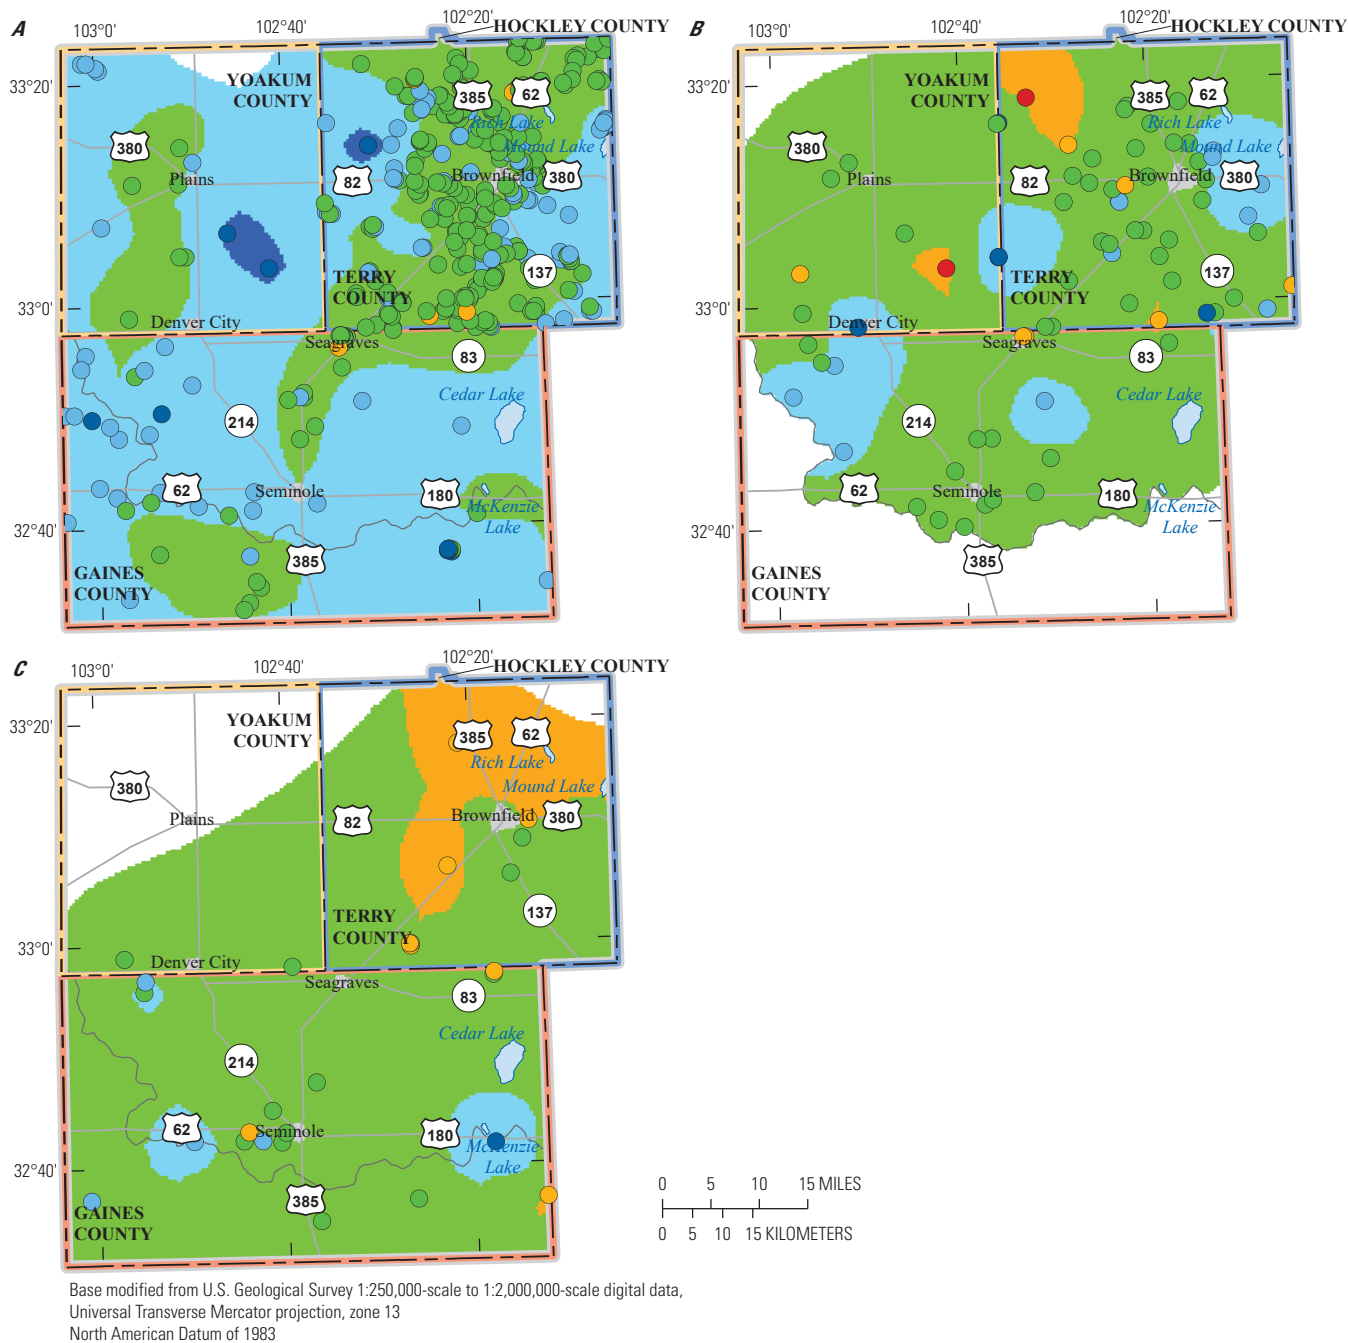 A
103°0'
102°40'
102°20'
HOCKLEY COUNTY
33°20'
33°0'
32°40'
YOAKUM
COUNTY
385
62
Rich Lake
Mound Lake
380
Plains
82
Brownfield
380
TERRY
COUNTY
137
Denver City
Seagraves
83
Cedar Lake
214
62
Seminole
180
McKenzie
Lake
385
GAINES
COUNTY
B
103°0'
102°40'
102°20'
HOCKLEY COUNTY
33°20'
33°0'
32°40'
YOAKUM
COUNTY
385
62
Rich Lake
Mound Lake
380
Plains
82
Brownfield
380
TERRY
COUNTY
137
Denver City
Seagraves
83
Cedar Lake
214
62
Seminole
180
McKenzie
Lake
385
GAINES
COUNTY
C
103°0'
102°40'
102°20'
HOCKLEY COUNTY
33°20'
33°0'
32°40'
YOAKUM
COUNTY
385
62
Rich Lake
Mound Lake
380
Plains
82
Brownfield
380
TERRY
COUNTY
137
Denver City
Seagraves
83
Cedar Lake
214
62
Seminole
180
McKenzie
Lake
385
GAINES
COUNTY
0 5 10 15 MILES
0 5 10 15 KILOMETERS
Base modified from U.S. Geological Survey 1:250,000-scale to 1:2,000,000-scale digital data,
Universal Transverse Mercator projection, zone 13
North American Datum of 1983